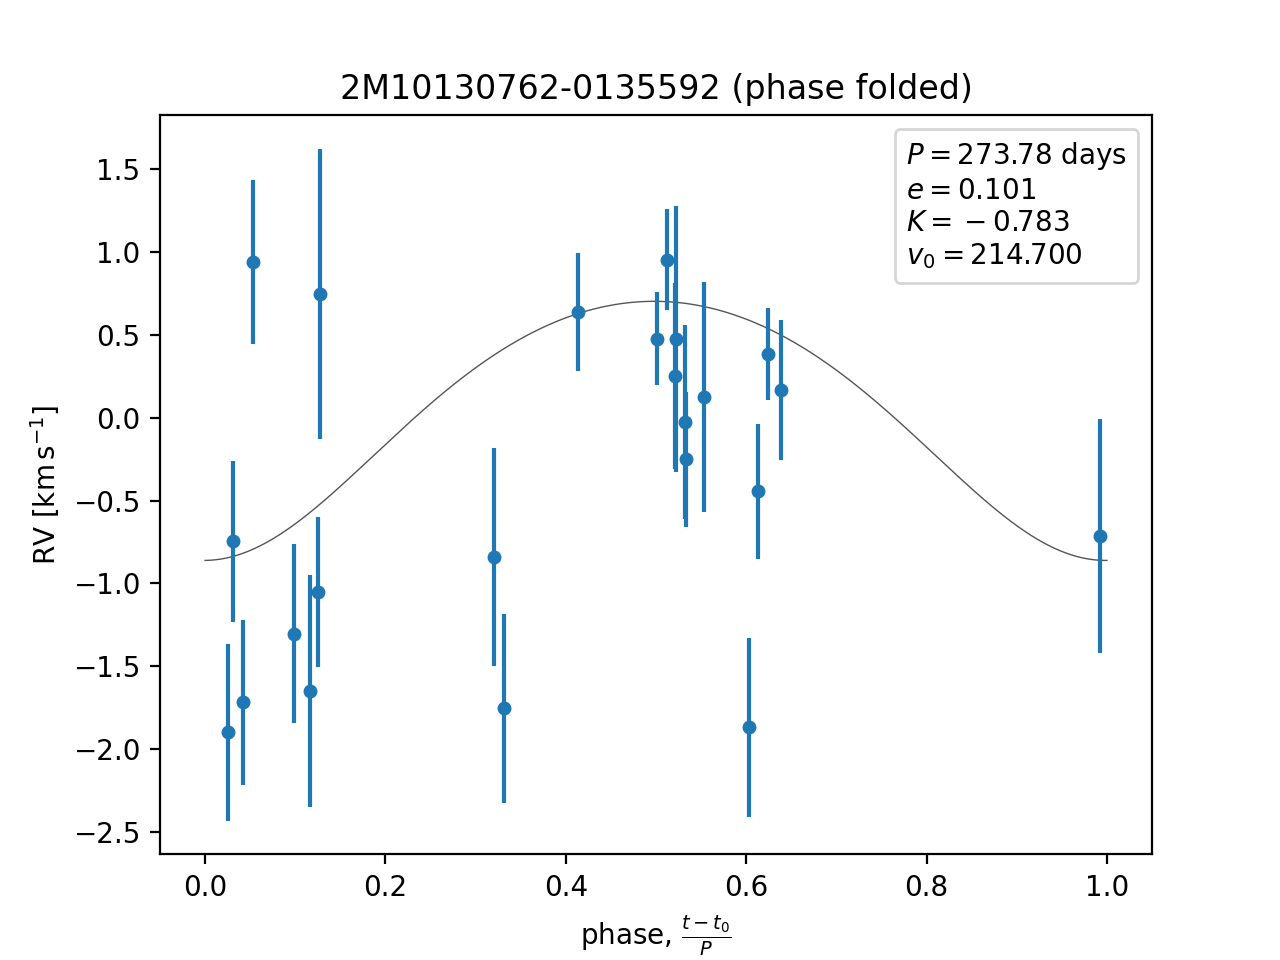 2M10130762-0135592 (phase folded)
P = 273.78 days
e = 0.101
K = −0.783
v₀ = 214.700
1.5
1.0
0.5
0.0
−0.5
−1.0
−1.5
−2.0
−2.5
RV [km s⁻¹]
0.0 0.2 0.4 0.6 0.8 1.0
phase, (t − t₀)/P